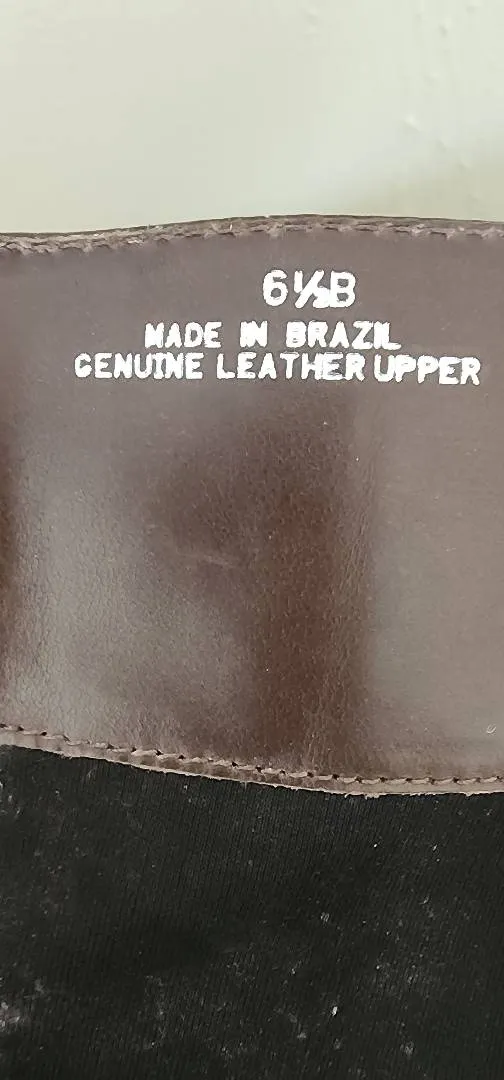 6½B
MADE IN BRAZIL
GENUINE LEATHER UPPER